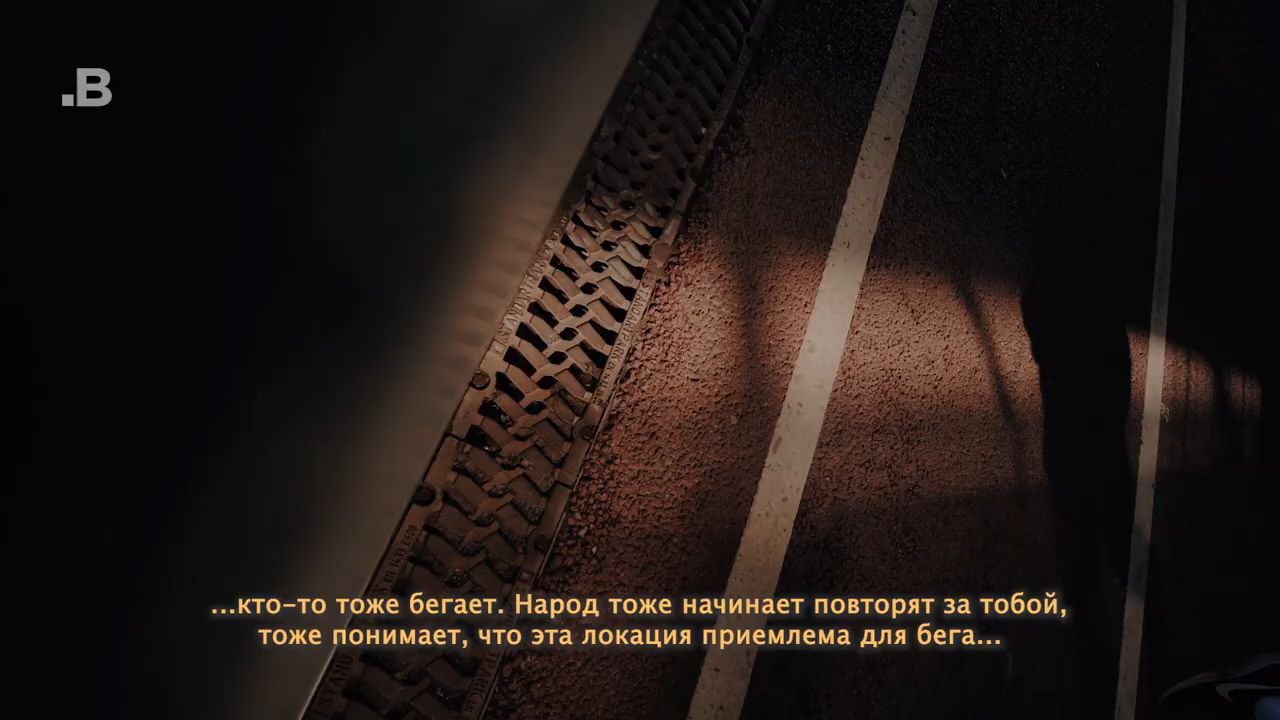 .B
...кто-то тоже бегает. Народ тоже начинает повторят за тобой,
тоже понимает, что эта локация приемлема для бега...